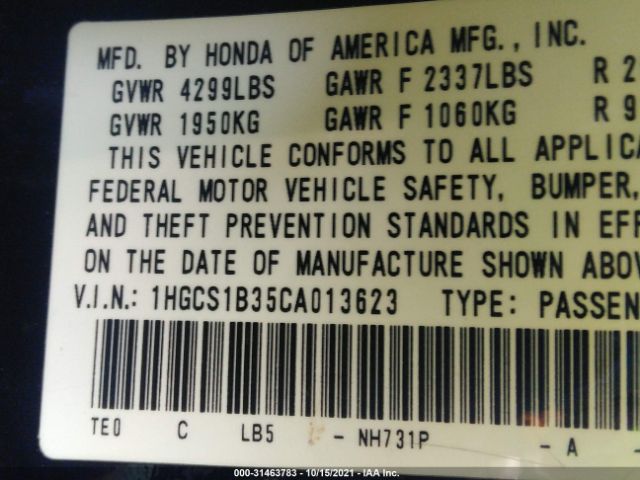 MFD. BY HONDA OF AMERICA MFG., INC.
GVWR 4299LBS GAWR F 2337LBS R 2
GVWR 1950KG GAWR F 1060KG R 9
THIS VEHICLE CONFORMS TO ALL APPLICA
FEDERAL MOTOR VEHICLE SAFETY, BUMPER,
AND THEFT PREVENTION STANDARDS IN EFF
ON THE DATE OF MANUFACTURE SHOWN ABOV
V.I.N.: 1HGCS1B35CA013623 TYPE: PASSEN
TE0 C LB5 - NH731P - A -
000-31463783 - 10/15/2021 - IAA Inc.